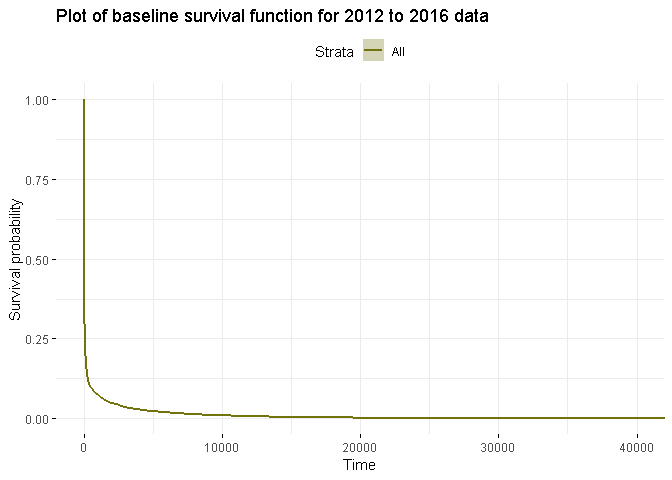 Plot of baseline survival function for 2012 to 2016 data
Strata All
1.00
0.75
0.50
0.25
0.00
Survival probability
0 10000 20000 30000 40000
Time